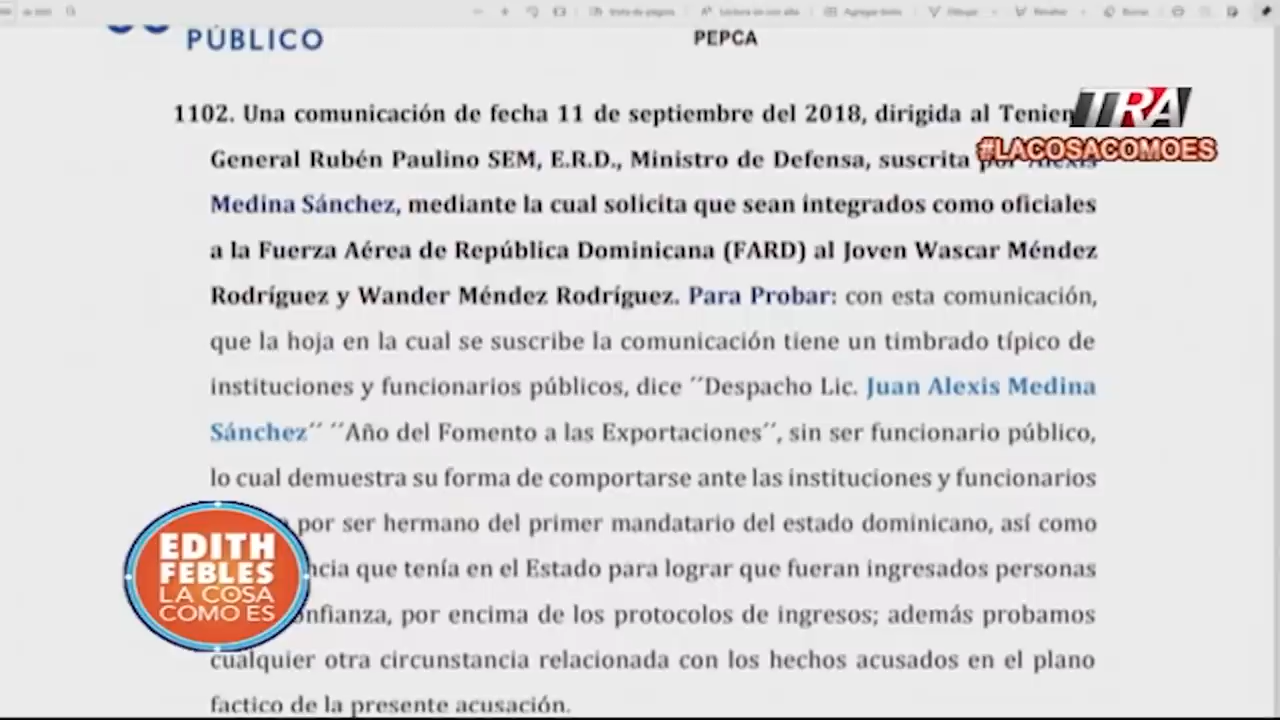 PÚBLICO
PEPCA
1102. Una comunicación de fecha 11 de septiembre del 2018, dirigida al
General Rubén Paulino SEM, E.R.D., Ministro de Defensa, suscrita por Alexis
Medina Sánchez, mediante la cual solicita que sean integrados como oficiales
a la Fuerza Aérea de República Dominicana (FARD) al Joven Wascar Méndez
Rodríguez y Wander Méndez Rodríguez. Para Probar: con esta comunicación,
que la hoja en la cual se suscribe la comunicación tiene un timbrado típico de
instituciones y funcionarios públicos, dice ´´Despacho Lic. Juan Alexis Medina
Sánchez´´ ´´Año del Fomento a las Exportaciones´´, sin ser funcionario público,
lo cual demuestra su forma de comportarse ante las instituciones y funcionarios
por ser hermano del primer mandatario del estado dominicano, así como
que tenía en el Estado para lograr que fueran ingresados personas
por encima de los protocolos de ingresos; además probamos
cualquier otra circunstancia relacionada con los hechos acusados en el plano
factico de la presente acusación.
TRA
#LACOSACOMOES
EDITH
FEBLES
LA COSA
COMO ES